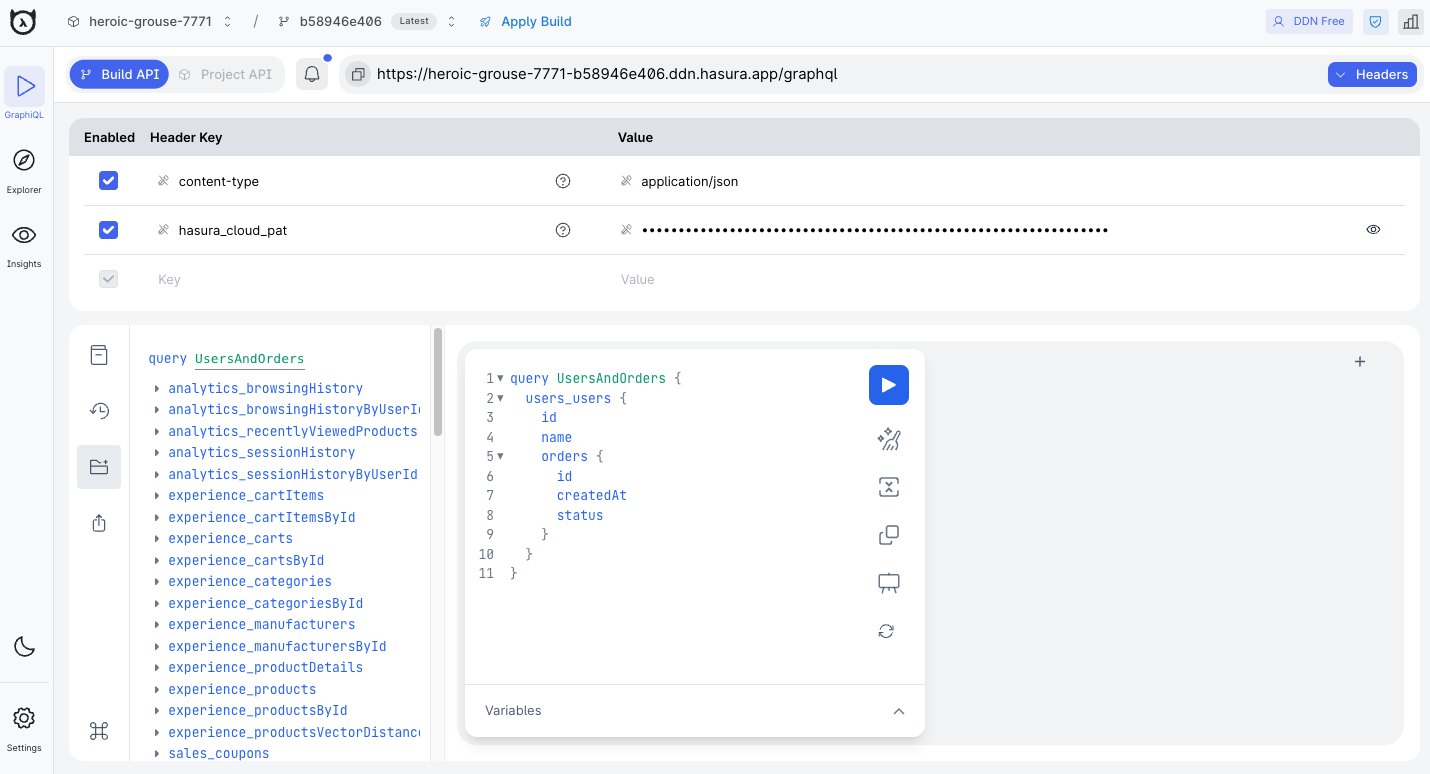 heroic-grouse-7771 / b58946e406 Latest Apply Build DDN Free
Build API Project API https://heroic-grouse-7771-b58946e406.ddn.hasura.app/graphql Headers
GraphiQL
Explorer
Insights
Settings
Enabled Header Key Value
content-type application/json
hasura_cloud_pat ••••••••••••••••••••••••••••••••••••••••••••••••••••••••••••••••
Key Value
query UsersAndOrders
analytics_browsingHistory
analytics_browsingHistoryByUserId
analytics_recentlyViewedProducts
analytics_sessionHistory
analytics_sessionHistoryByUserId
experience_cartItems
experience_cartItemsById
experience_carts
experience_cartsById
experience_categories
experience_categoriesById
experience_manufacturers
experience_manufacturersById
experience_productDetails
experience_products
experience_productsById
experience_productsVectorDistance
sales_coupons
1 query UsersAndOrders {
2 users_users {
3 id
4 name
5 orders {
6 id
7 createdAt
8 status
9 }
10 }
11 }
Variables